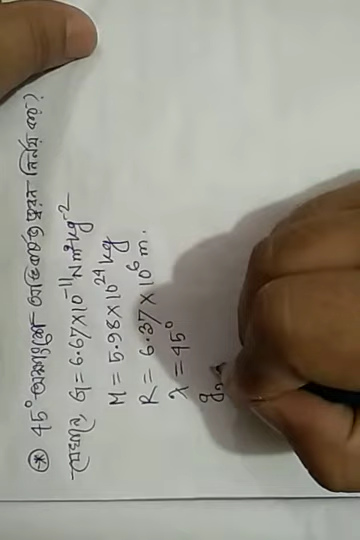 * 45° অক্ষাংশে অভিকর্ষজ ত্বরণ নির্ণয় কর?
এখানে, G = 6.67×10⁻¹¹ Nm²kg⁻²
M = 5.98×10²⁴ kg
R = 6.37×10⁶ m.
λ = 45°